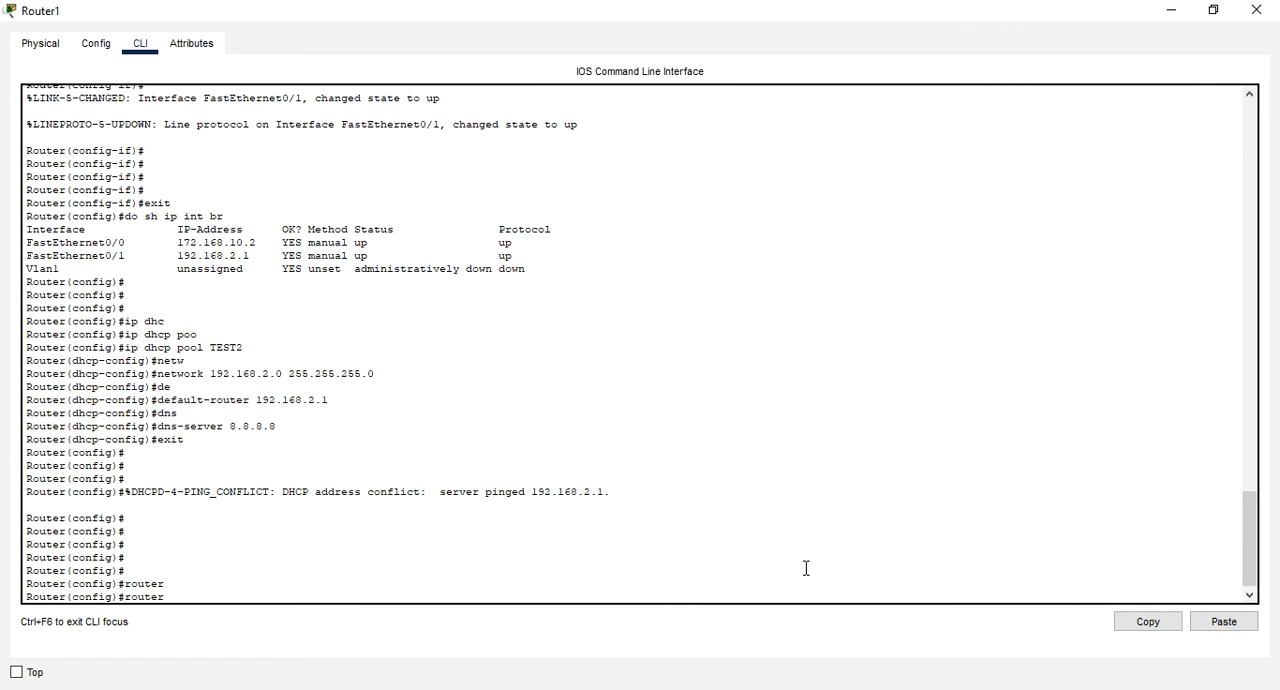 Router1
Physical Config CLI Attributes
IOS Command Line Interface
Router(config-if)#
%LINK-5-CHANGED: Interface FastEthernet0/1, changed state to up
%LINEPROTO-5-UPDOWN: Line protocol on Interface FastEthernet0/1, changed state to up
Router(config-if)#
Router(config-if)#
Router(config-if)#
Router(config-if)#
Router(config-if)#exit
Router(config)#do sh ip int br
Interface IP-Address OK? Method Status Protocol
FastEthernet0/0 172.168.10.2 YES manual up up
FastEthernet0/1 192.168.2.1 YES manual up up
Vlan1 unassigned YES unset administratively down down
Router(config)#
Router(config)#
Router(config)#
Router(config)#ip dhc
Router(config)#ip dhcp poo
Router(config)#ip dhcp pool TEST2
Router(dhcp-config)#netw
Router(dhcp-config)#network 192.168.2.0 255.255.255.0
Router(dhcp-config)#de
Router(dhcp-config)#default-router 192.168.2.1
Router(dhcp-config)#dns
Router(dhcp-config)#dns-server 8.8.8.8
Router(dhcp-config)#exit
Router(config)#
Router(config)#
Router(config)#
Router(config)#%DHCPD-4-PING_CONFLICT: DHCP address conflict: server pinged 192.168.2.1.
Router(config)#
Router(config)#
Router(config)#
Router(config)#
Router(config)#
Router(config)#router
Router(config)#router
Ctrl+F6 to exit CLI focus
Copy Paste
Top